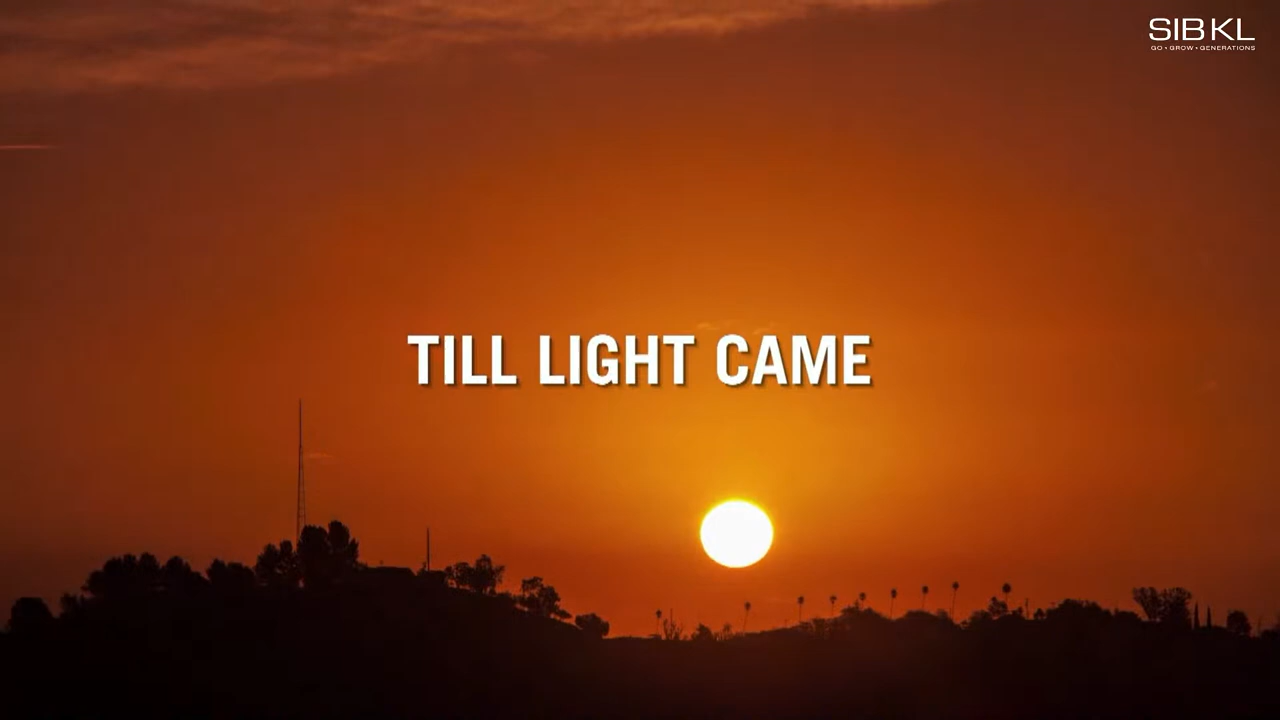 SIBKL
GO • GROW • GENERATIONS
TILL LIGHT CAME